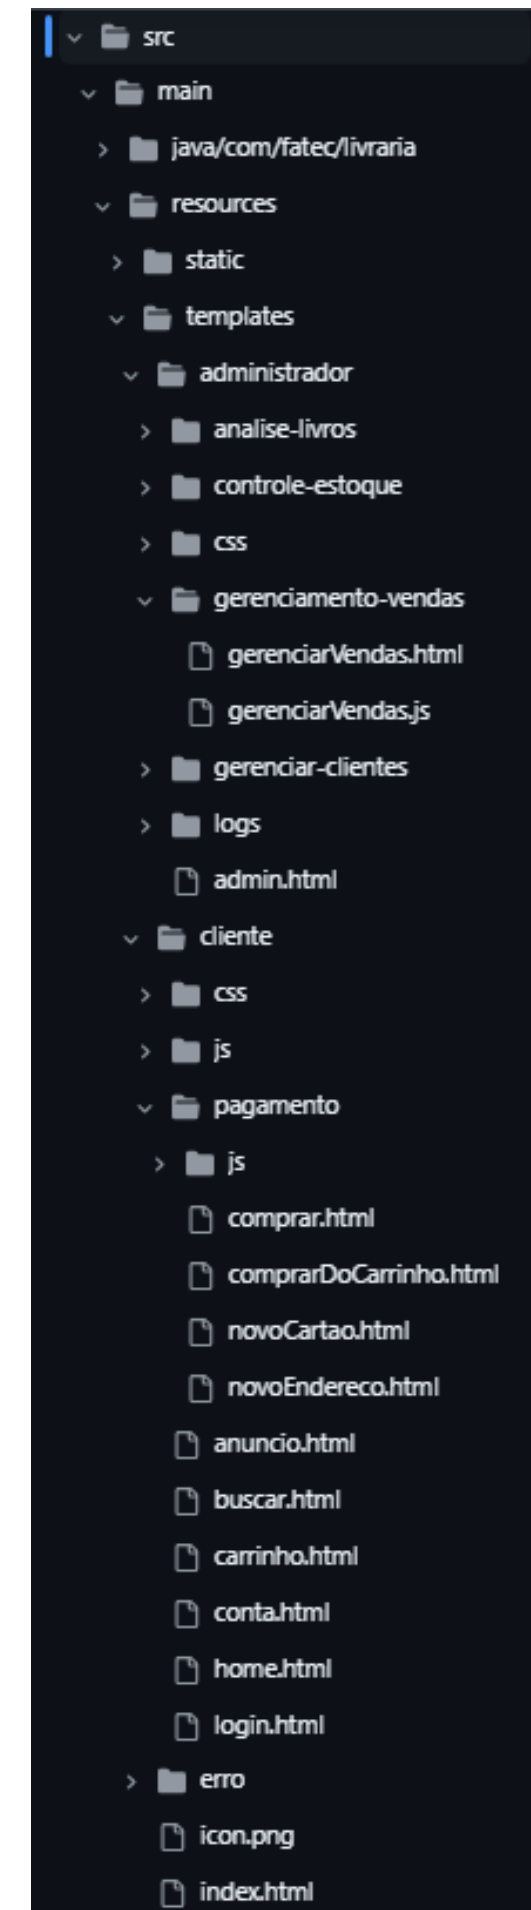 src
main
java/com/fatec/livraria
resources
static
templates
administrador
analise-livros
controle-estoque
css
gerenciamento-vendas
gerenciarVendas.html
gerenciarVendas.js
gerenciar-clientes
logs
admin.html
cliente
css
js
pagamento
js
comprar.html
comprarDoCarrinho.html
novoCartao.html
novoEndereco.html
anuncio.html
buscar.html
carrinho.html
conta.html
home.html
login.html
erro
icon.png
index.html